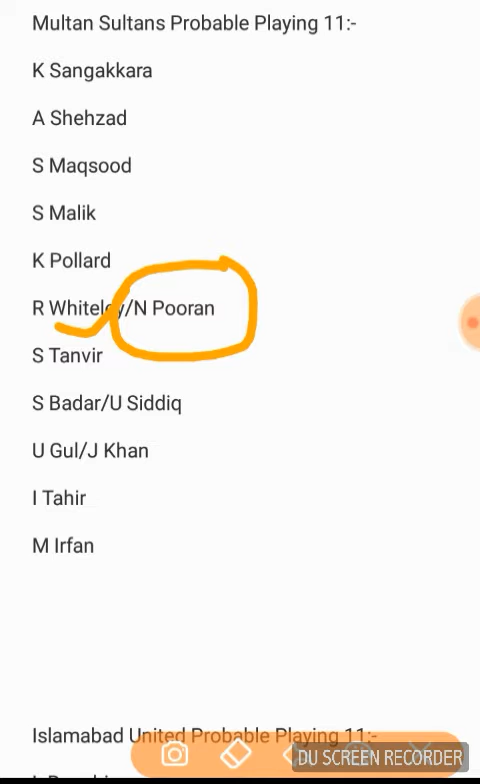 Multan Sultans Probable Playing 11:-
K Sangakkara
A Shehzad
S Maqsood
S Malik
K Pollard
R Whiteley/N Pooran
S Tanvir
S Badar/U Siddiq
U Gul/J Khan
I Tahir
M Irfan
Islamabad United Probable Playing 11:-
DU SCREEN RECORDER